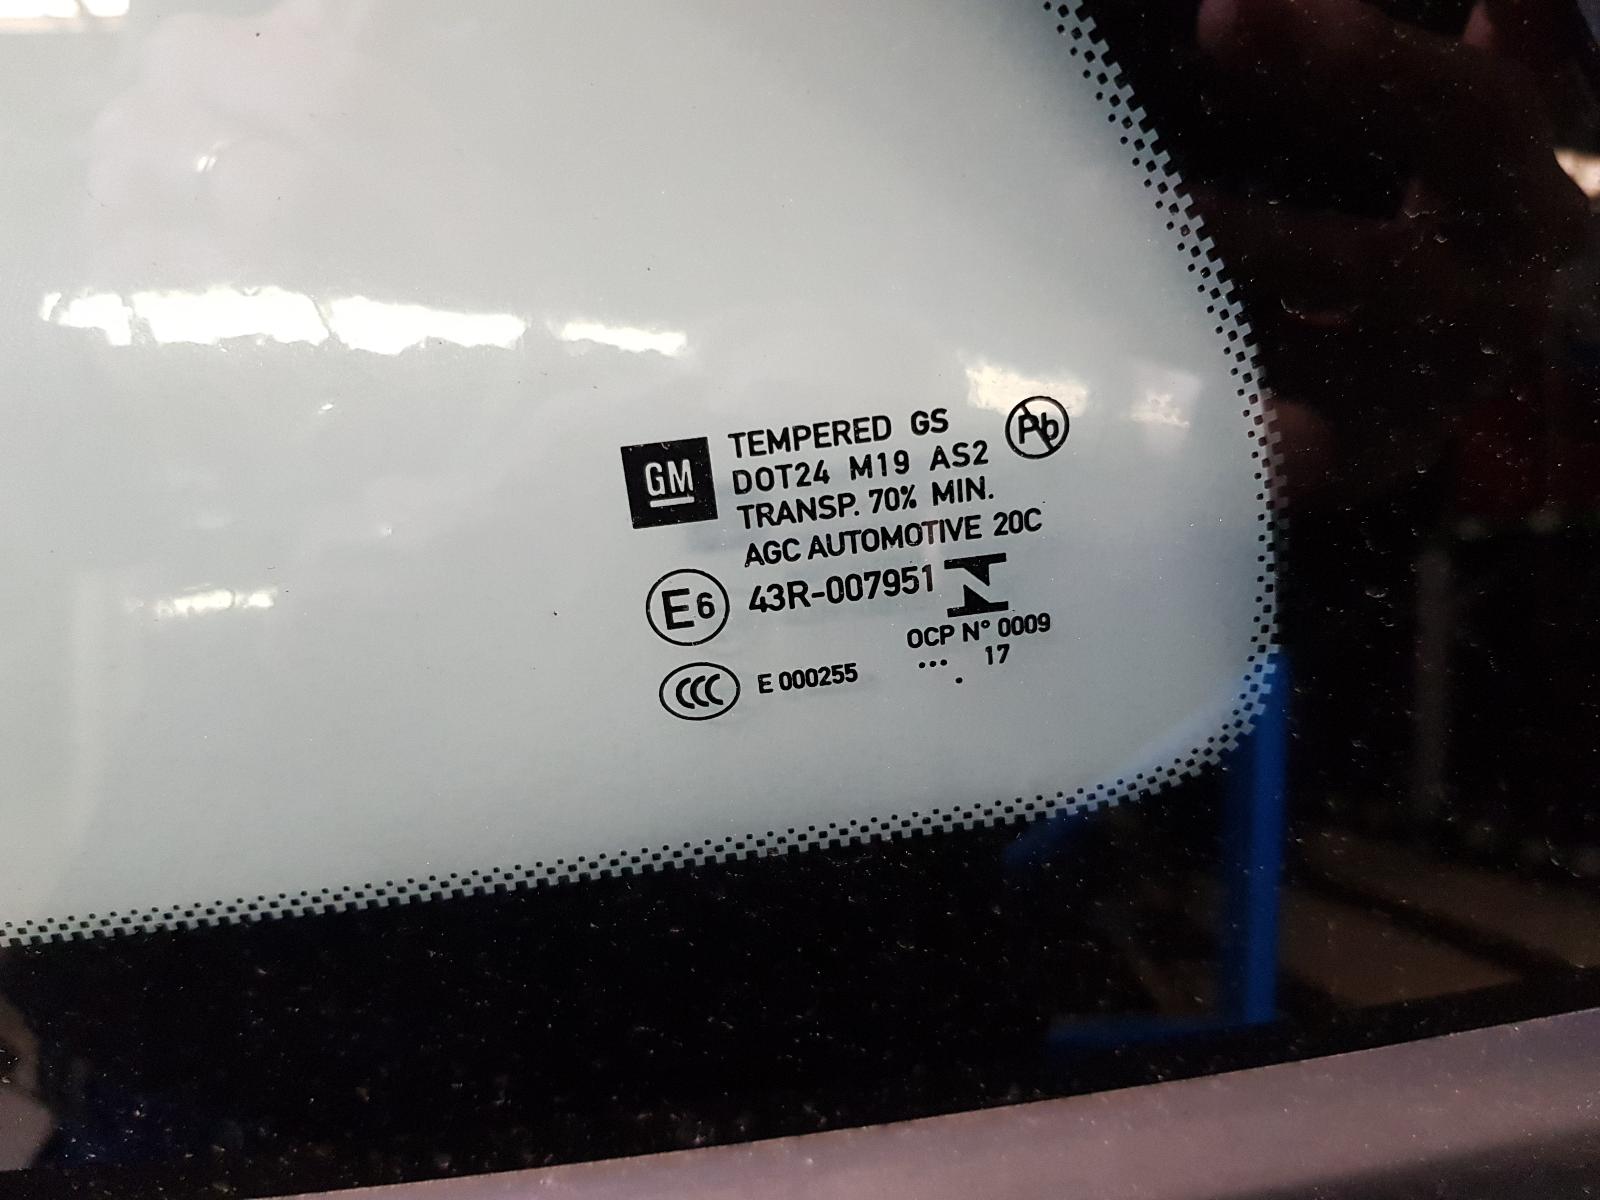 GM
TEMPERED GS
Pb
DOT24 M19 AS2
TRANSP. 70% MIN.
AGC AUTOMOTIVE 20C
E6 43R-007951
OCP N° 0009
... 17
.
CCC E 000255